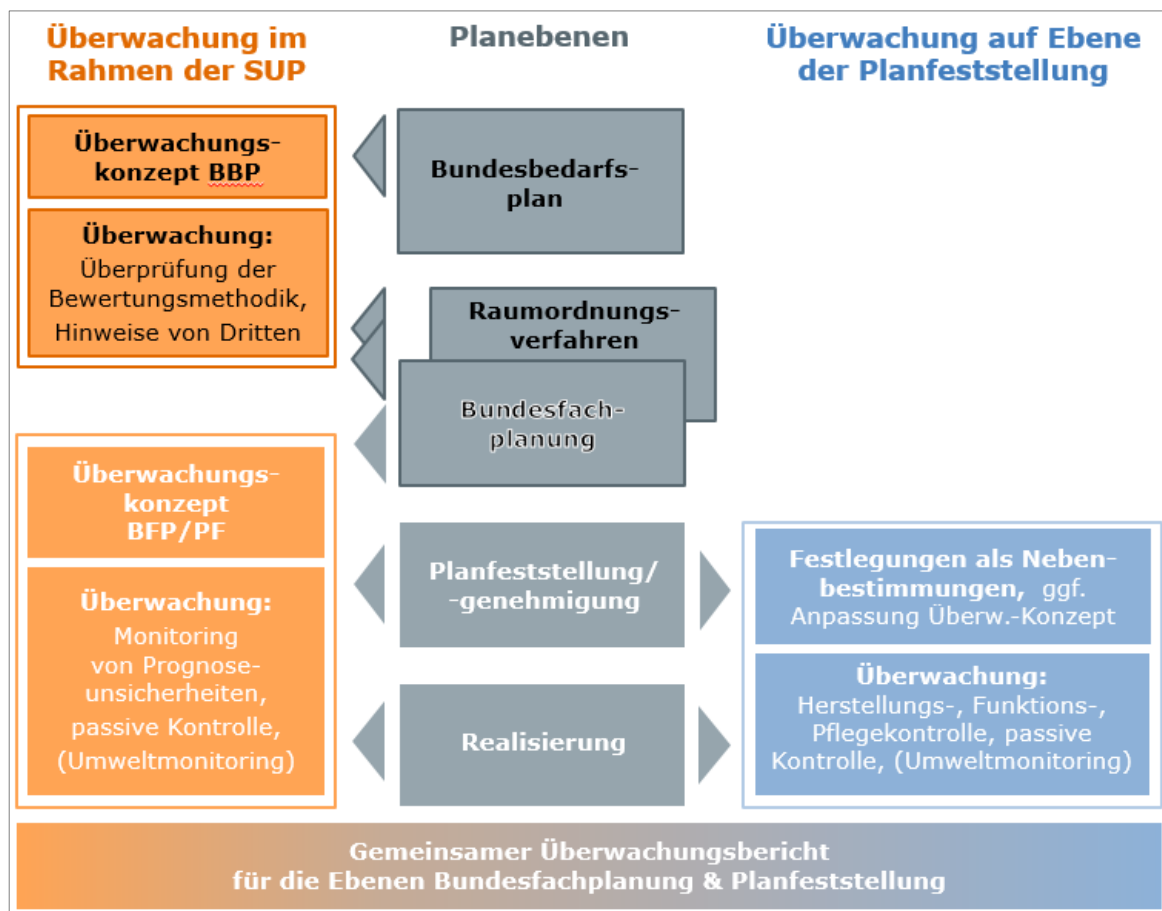 Überwachung im
Rahmen der SUP
Planebenen
Überwachung auf Ebene
der Planfeststellung
Überwachungs-
konzept BBP
Überwachung:
Überprüfung der
Bewertungsmethodik,
Hinweise von Dritten
Bundesbedarfs-
plan
Raumordnungs-
verfahren
Bundesfach-
planung
Überwachungs-
konzept
BFP/PF
Überwachung:
Monitoring
von Prognose-
unsicherheiten,
passive Kontrolle,
(Umweltmonitoring)
Planfeststellung/
-genehmigung
Realisierung
Festlegungen als Neben-
bestimmungen, ggf.
Anpassung Überw.-Konzept
Überwachung:
Herstellungs-, Funktions-,
Pflegekontrolle, passive
Kontrolle, (Umweltmonitoring)
Gemeinsamer Überwachungsbericht
für die Ebenen Bundesfachplanung & Planfeststellung